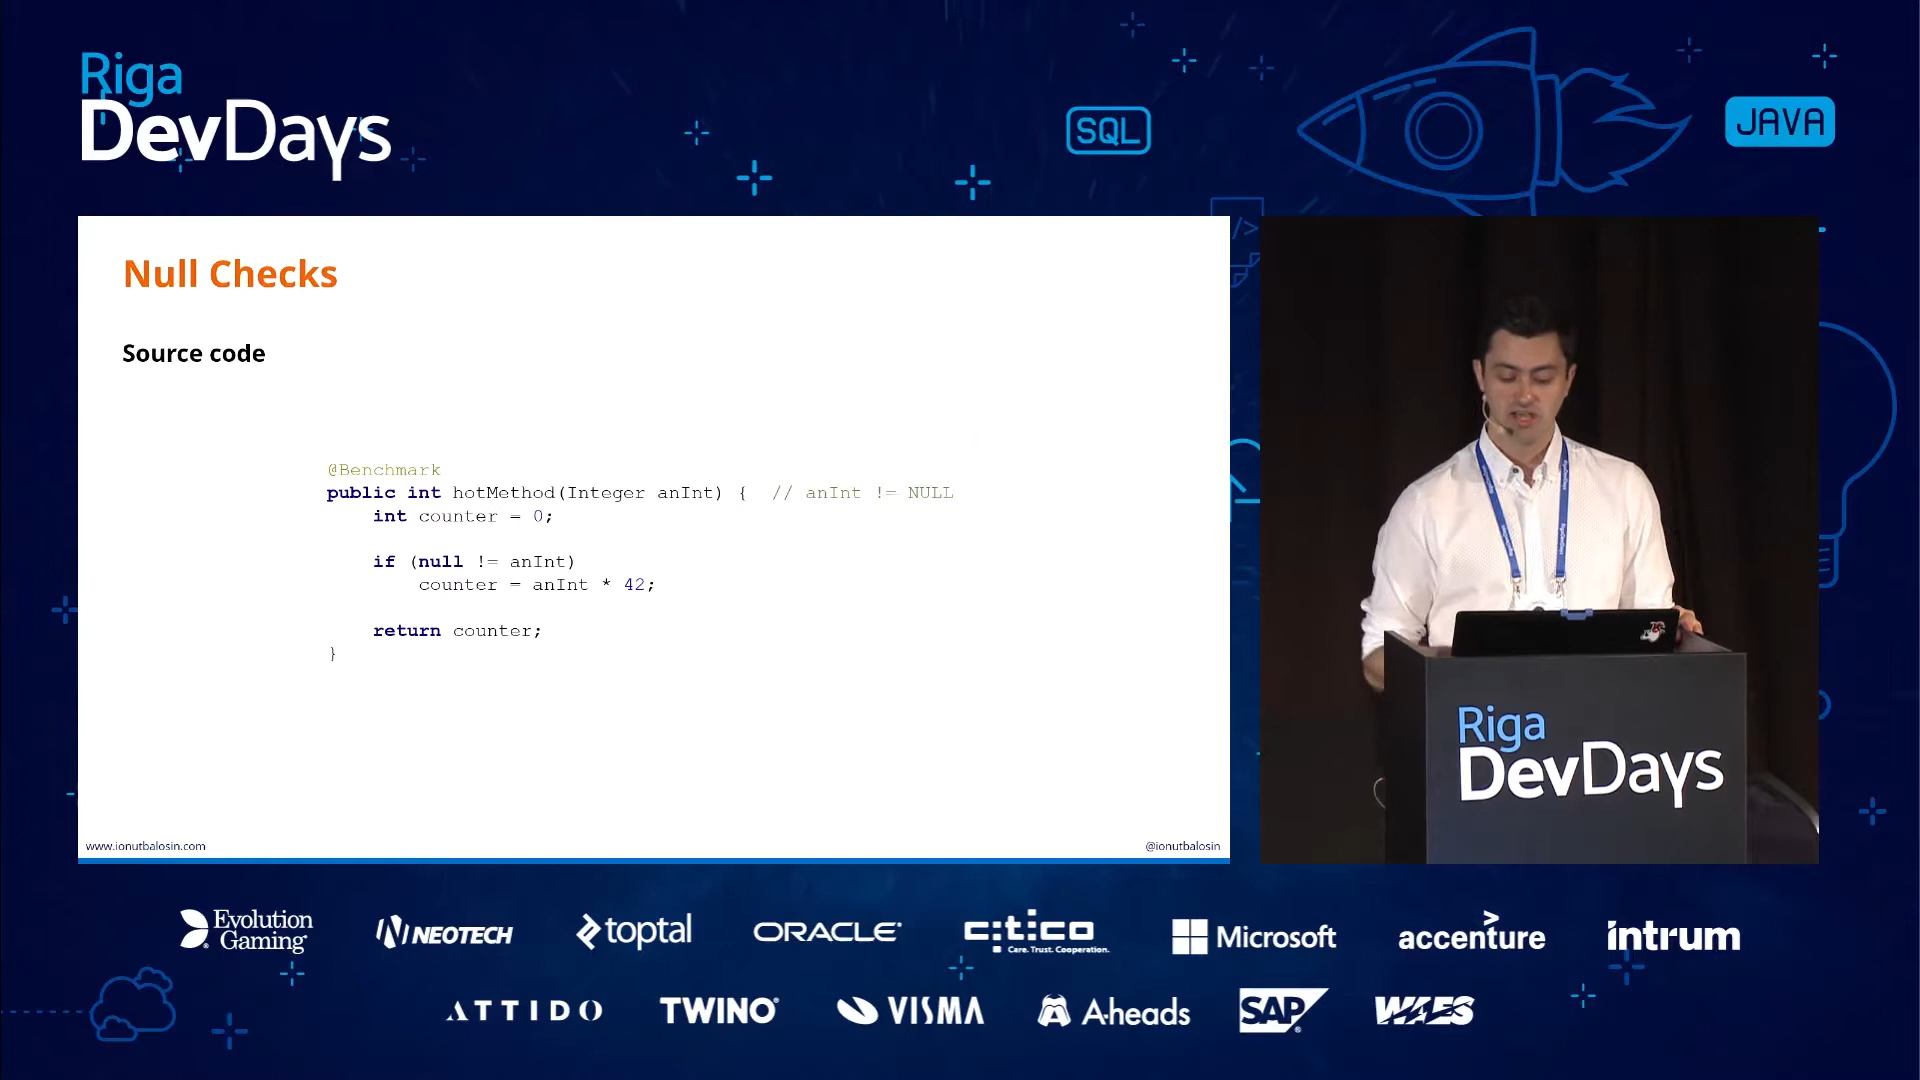 Riga
DevDays
SQL
JAVA
</>
Null Checks
Source code
@Benchmark
public int hotMethod(Integer anInt) {  // anInt != NULL
    int counter = 0;
    if (null != anInt)
        counter = anInt * 42;
    return counter;
}
www.ionutbalosin.com
@ionutbalosin
Riga
DevDays
Evolution
Gaming
NEOTECH
toptal
ORACLE
citico
Care. Trust. Cooperation.
Microsoft
accenture
intrum
ATTIDO
TWINO
VISMA
A-heads
SAP